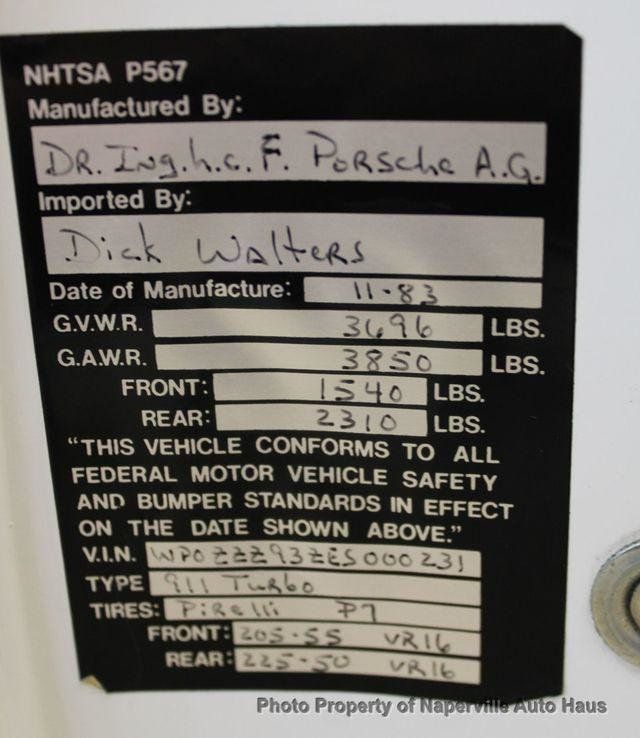 NHTSA P567
Manufactured By:
DR. Ing. h.c. F. Porsche A.G.
Imported By:
Dick Walters
Date of Manufacture: 11-83
G.V.W.R. 3696 LBS.
G.A.W.R. 3850 LBS.
FRONT: 1540 LBS.
REAR: 2310 LBS.
"THIS VEHICLE CONFORMS TO ALL
FEDERAL MOTOR VEHICLE SAFETY
AND BUMPER STANDARDS IN EFFECT
ON THE DATE SHOWN ABOVE."
V.I.N. WP0ZZZ93ZES000231
TYPE 911 Turbo
TIRES: Pirelli P7
FRONT: 205-55 VR16
REAR: 225-50 VR16
Photo Property of Naperville Auto Haus